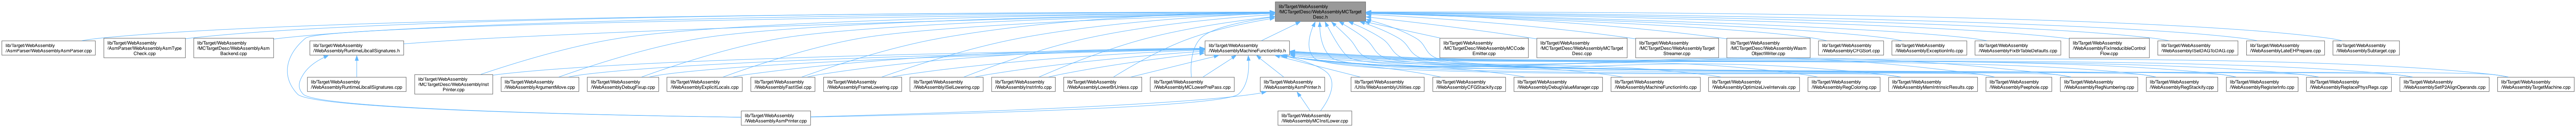 lib/Target/WebAssembly
/MCTargetDesc/WebAssemblyMCTarget
Desc.h
lib/Target/WebAssembly
/AsmParser/WebAssemblyAsmParser.cpp
lib/Target/WebAssembly
/AsmParser/WebAssemblyAsmType
Check.cpp
lib/Target/WebAssembly
/MCTargetDesc/WebAssemblyAsm
Backend.cpp
lib/Target/WebAssembly
/WebAssemblyRuntimeLibcallSignatures.h
lib/Target/WebAssembly
/WebAssemblyMachineFunctionInfo.h
lib/Target/WebAssembly
/MCTargetDesc/WebAssemblyMCCode
Emitter.cpp
lib/Target/WebAssembly
/MCTargetDesc/WebAssemblyMCTarget
Desc.cpp
lib/Target/WebAssembly
/MCTargetDesc/WebAssemblyTarget
Streamer.cpp
lib/Target/WebAssembly
/MCTargetDesc/WebAssemblyWasm
ObjectWriter.cpp
lib/Target/WebAssembly
/WebAssemblyCFGSort.cpp
lib/Target/WebAssembly
/WebAssemblyExceptionInfo.cpp
lib/Target/WebAssembly
/WebAssemblyFixBrTableDefaults.cpp
lib/Target/WebAssembly
/WebAssemblyFixIrreducibleControl
Flow.cpp
lib/Target/WebAssembly
/WebAssemblyISelDAGToDAG.cpp
lib/Target/WebAssembly
/WebAssemblyLateEHPrepare.cpp
lib/Target/WebAssembly
/WebAssemblySubtarget.cpp
lib/Target/WebAssembly
/WebAssemblyRuntimeLibcallSignatures.cpp
lib/Target/WebAssembly
/MCTargetDesc/WebAssemblyInst
Printer.cpp
lib/Target/WebAssembly
/WebAssemblyArgumentMove.cpp
lib/Target/WebAssembly
/WebAssemblyDebugFixup.cpp
lib/Target/WebAssembly
/WebAssemblyExplicitLocals.cpp
lib/Target/WebAssembly
/WebAssemblyFastISel.cpp
lib/Target/WebAssembly
/WebAssemblyFrameLowering.cpp
lib/Target/WebAssembly
/WebAssemblyISelLowering.cpp
lib/Target/WebAssembly
/WebAssemblyInstrInfo.cpp
lib/Target/WebAssembly
/WebAssemblyLowerBrUnless.cpp
lib/Target/WebAssembly
/WebAssemblyMCLowerPrePass.cpp
lib/Target/WebAssembly
/WebAssemblyAsmPrinter.h
lib/Target/WebAssembly
/Utils/WebAssemblyUtilities.cpp
lib/Target/WebAssembly
/WebAssemblyCFGStackify.cpp
lib/Target/WebAssembly
/WebAssemblyDebugValueManager.cpp
lib/Target/WebAssembly
/WebAssemblyMachineFunctionInfo.cpp
lib/Target/WebAssembly
/WebAssemblyOptimizeLiveIntervals.cpp
lib/Target/WebAssembly
/WebAssemblyRegColoring.cpp
lib/Target/WebAssembly
/WebAssemblyMemIntrinsicResults.cpp
lib/Target/WebAssembly
/WebAssemblyPeephole.cpp
lib/Target/WebAssembly
/WebAssemblyRegNumbering.cpp
lib/Target/WebAssembly
/WebAssemblyRegStackify.cpp
lib/Target/WebAssembly
/WebAssemblyRegisterInfo.cpp
lib/Target/WebAssembly
/WebAssemblyReplacePhysRegs.cpp
lib/Target/WebAssembly
/WebAssemblySetP2AlignOperands.cpp
lib/Target/WebAssembly
/WebAssemblyTargetMachine.cpp
lib/Target/WebAssembly
/WebAssemblyAsmPrinter.cpp
lib/Target/WebAssembly
/WebAssemblyMCInstLower.cpp